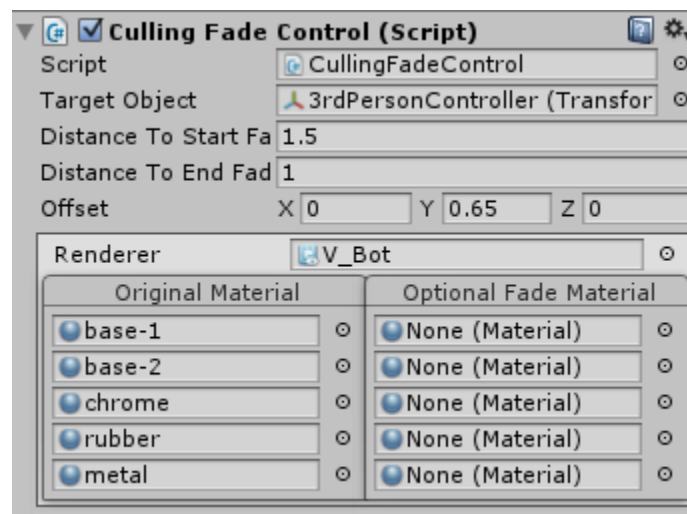 Culling Fade Control (Script)
Script CullingFadeControl
Target Object 3rdPersonController (Transfor
Distance To Start Fa 1.5
Distance To End Fad 1
Offset X 0 Y 0.65 Z 0
Renderer V_Bot
Original Material Optional Fade Material
base-1 None (Material)
base-2 None (Material)
chrome None (Material)
rubber None (Material)
metal None (Material)